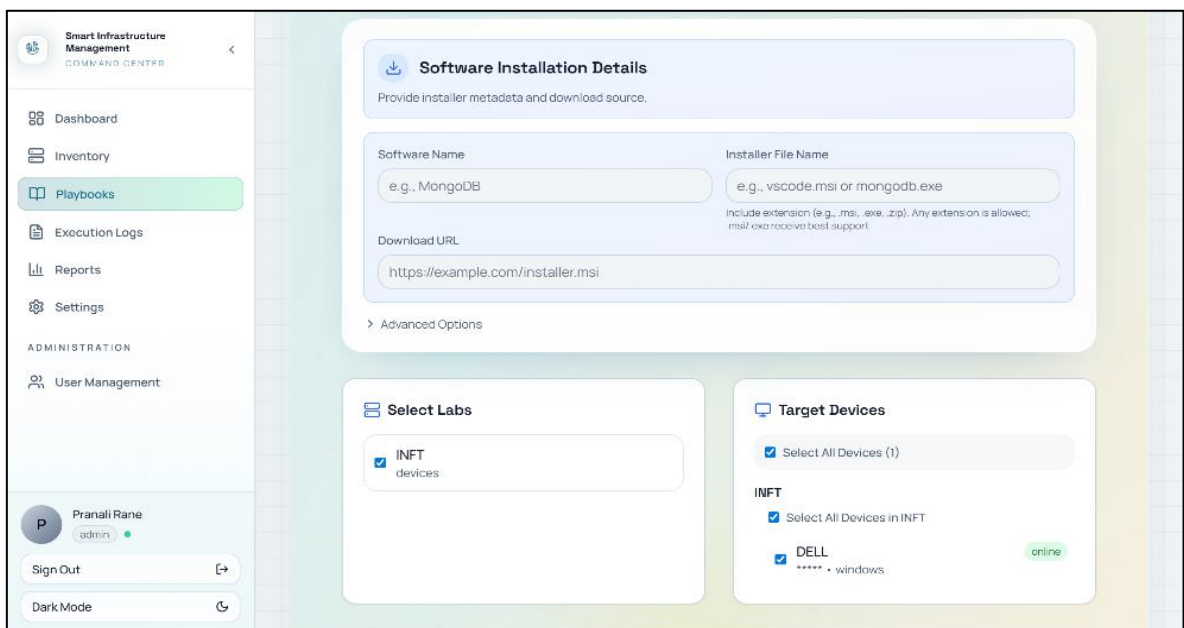 Smart Infrastructure
Management
COMMAND CENTER
Dashboard
Inventory
Playbooks
Execution Logs
Reports
Settings
ADMINISTRATION
User Management
P
Pranali Rane
admin
Sign Out
Dark Mode
Software Installation Details
Provide installer metadata and download source.
Software Name
e.g., MongoDB
Installer File Name
e.g., vscode.msi or mongodb.exe
Include extension (e.g., .msi, .exe, .zip). Any extension is allowed;
msi/.exe receive best support
Download URL
https://example.com/installer.msi
Advanced Options
Select Labs
INFT
devices
Target Devices
Select All Devices (1)
INFT
Select All Devices in INFT
DELL
online
***** • windows